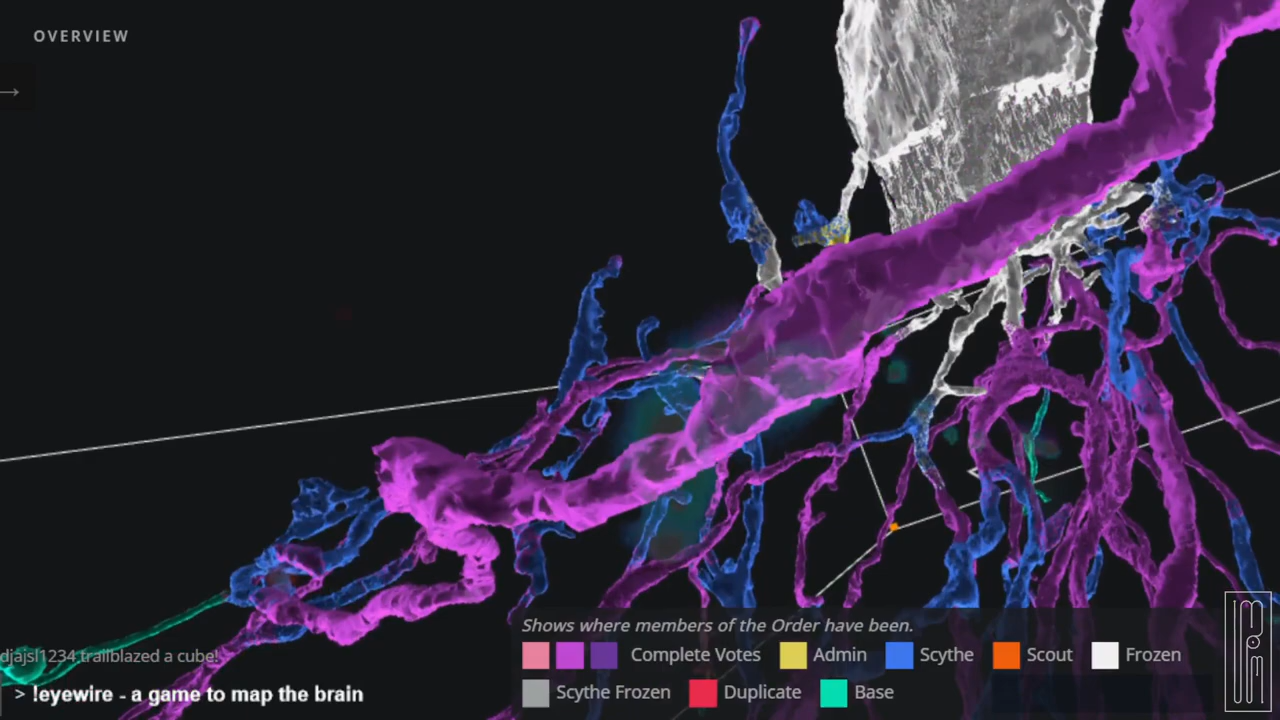 OVERVIEW
→
Shows where members of the Order have been.
Complete Votes Admin Scythe Scout Frozen
Scythe Frozen Duplicate Base
djajsl1234 trailblazed a cube!
> !eyewire - a game to map the brain